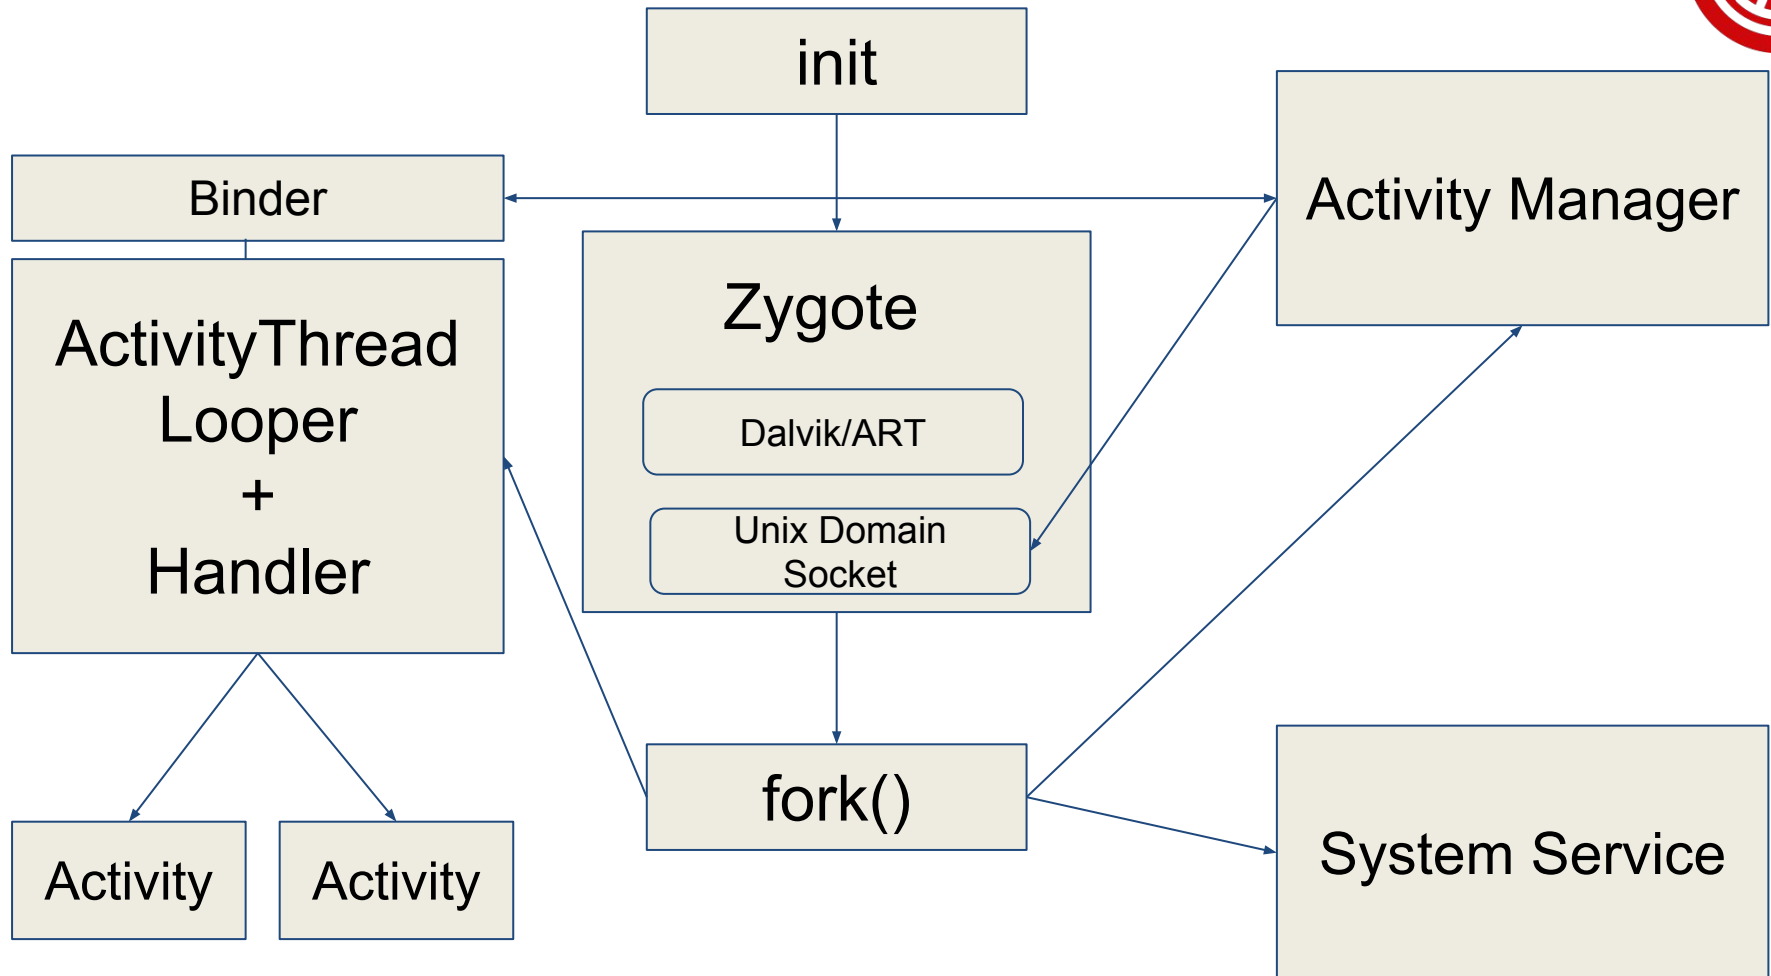 init
Activity Manager
Binder
Zygote
ActivityThread
Looper
+
Handler
Dalvik/ART
Unix Domain
Socket
fork()
System Service
Activity
Activity